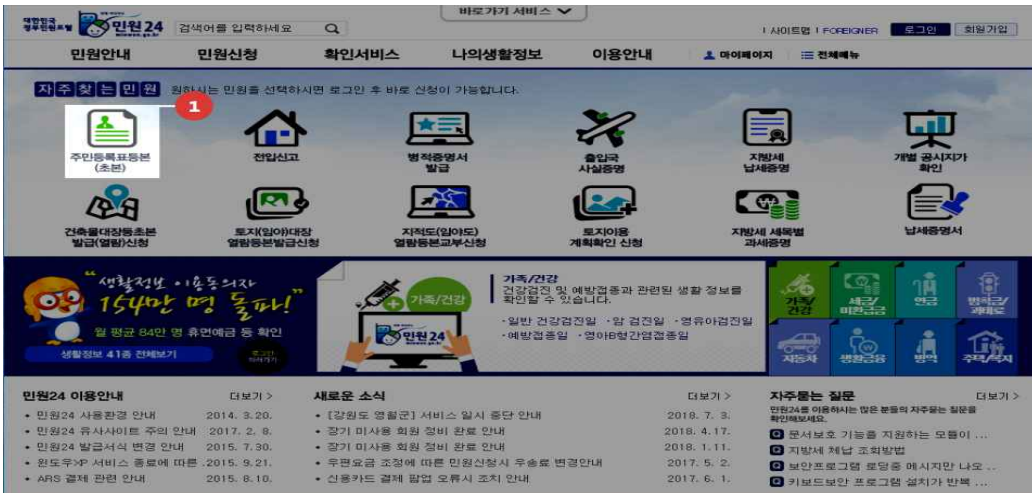 바로가기 서비스
대한민국
정부민원포털
민원24
minwon.go.kr
검색어를 입력하세요
사이트맵 FOREIGNER 로그인 회원가입
민원안내 민원신청 확인서비스 나의생활정보 이용안내 마이페이지 전체메뉴
자주찾는민원 원하시는 민원을 선택하시면 로그인 후 바로 신청이 가능합니다.
1
주민등록표등본
(초본)
전입신고
병적증명서
발급
출입국
사실증명
지방세
납세증명
개별 공시지가
확인
건축물대장등초본
발급(열람)신청
토지(임야)대장
열람등본발급신청
지적도(임야도)
열람등본교부신청
토지이용
계획확인 신청
지방세 세목별
과세증명
납세증명서
"생활정보 이용동의자
154만 명 돌파!"
월 평균 84만 명 휴면예금 등 확인
생활정보 41종 전체보기
로그인
가족/건강
민원24
가족/건강
건강검진 및 예방접종과 관련된 생활 정보를
확인할 수 있습니다.
·일반 건강검진일 ·암 검진일 ·영유아검진일
·예방접종일 ·영아B형간염접종일
가족/
건강
세금/
미환급금
연금
범칙금/
과태료
자동차
생활금융
병역
주택/복지
민원24 이용안내 더보기 >
• 민원24 사용환경 안내 2014. 3.20.
• 민원24 유사사이트 주의 안내 2017. 2. 8.
• 민원24 발급서식 변경 안내 2015. 7.30.
• 윈도우XP 서비스 종료에 따른 .2015. 9.21.
• ARS 결제 관련 안내 2015. 8.10.
새로운 소식 더보기 >
• [강원도 영월군] 서비스 일시 중단 안내 2018. 7. 3.
• 장기 미사용 회원 정비 완료 안내 2018. 4.17.
• 장기 미사용 회원 정비 완료 안내 2018. 1.11.
• 우편요금 조정에 따른 민원신청시 우송료 변경안내 2017. 5. 2.
• 신용카드 결제 팝업 오류시 조치 안내 2017. 6. 1.
자주묻는 질문 더보기 >
민원24를 이용하시는 많은 분들의 자주묻는 질문을
확인해보세요.
Q 문서보호 기능을 지원하는 모듈이 ...
Q 지방세 체납 조회방법
Q 보안프로그램 로딩중 메시지만 나오 ..
Q 키보드보안 프로그램 설치가 반복 ...